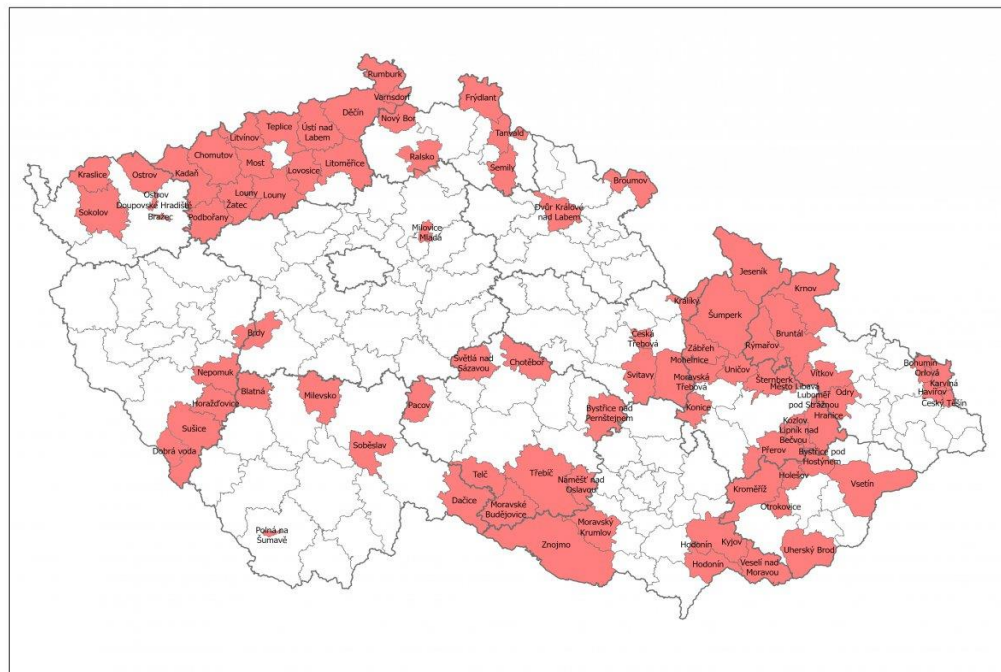 Rumburk
Varnsdorf
Frýdlant
Děčín
Nový Bor
Teplice
Ústí nad
Labem
Litvínov
Tanvald
Chomutov
Most
Ralsko
Litoměřice
Lovosice
Semily
Kraslice
Ostrov
Kadaň
Broumov
Louny
Louny
Žatec
Ostrov
Doupovské Hradiště
Bražec
Podbořany
Sokolov
Dvůr Králové
nad Labem
Milovice
Mladá
Jeseník
Krnov
Králíky
Šumperk
Bruntál
Rýmařov
Brdy
Česká
Třebová
Zábřeh
Mohelnice
Světlá nad
Sázavou
Chotěboř
Nepomuk
Svitavy
Moravská
Třebová
Uničov
Šternberk
Město Libavá
Vítkov
Bohumín
Orlová
Karviná
Havířov
Český Těšín
Luboměř
pod Strážnou
Odry
Horažďovice
Blatná
Milevsko
Pacov
Bystřice nad
Pernštejnem
Konice
Hranice
Kozlov
Lipník nad
Bečvou
Sušice
Soběslav
Přerov
Bystřice pod
Hostýnem
Dobrá voda
Holešov
Telč
Třebíč
Náměšť nad
Oslavou
Kroměříž
Vsetín
Dačice
Moravské
Budějovice
Otrokovice
Polná na
Šumavě
Moravský
Krumlov
Znojmo
Hodonín
Kyjov
Uherský Brod
Hodonín
Veselí nad
Moravou